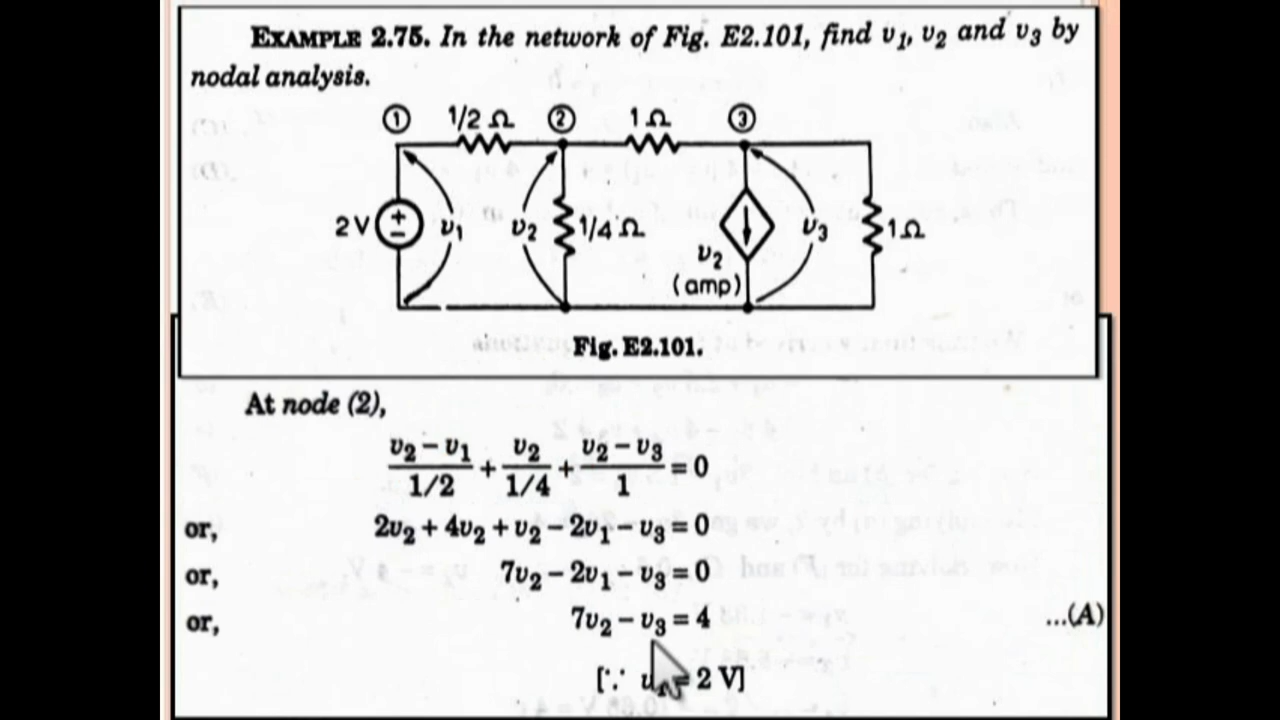 EXAMPLE 2.75. In the network of Fig. E2.101, find v₁, v₂ and v₃ by
nodal analysis.
① 1/2 Ω ② 1 Ω ③
2 V + − v₁ v₂ 1/4 Ω v₃ 1 Ω
v₂
(amp)
Fig. E2.101.
At node (2),
(v₂ − v₁)/(1/2) + v₂/(1/4) + (v₂ − v₃)/1 = 0
or, 2v₂ + 4v₂ + v₂ − 2v₁ − v₃ = 0
or, 7v₂ − 2v₁ − v₃ = 0
or, 7v₂ − v₃ = 4 ...(A)
[∵ = 2 V]